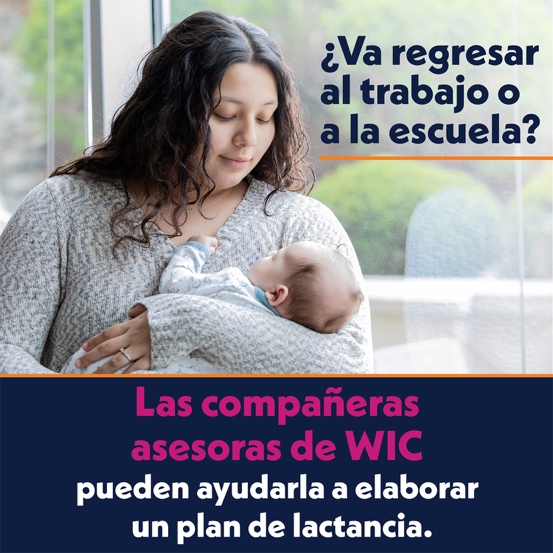 ¿Va regresar
al trabajo o
a la escuela?
Las compañeras
asesoras de WIC
pueden ayudarla a elaborar
un plan de lactancia.